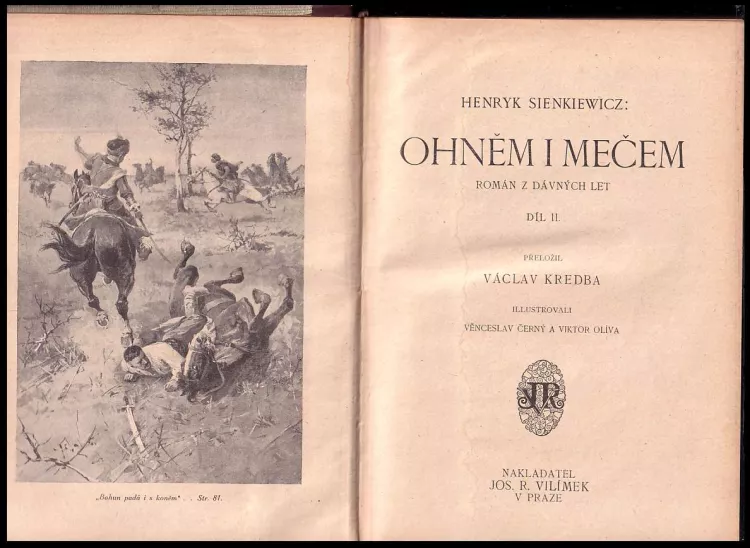 „Bohun padá i s koněm“ . . Str. 81.
HENRYK SIENKIEWICZ:
OHNĚM I MEČEM
ROMÁN Z DÁVNÝCH LET
DÍL II.
PŘELOŽIL
VÁCLAV KREDBA
ILLUSTROVALI
VĚNCESLAV ČERNÝ A VIKTOR OLIVA
JRV
NAKLADATEL
JOS. R. VILÍMEK
V PRAZE